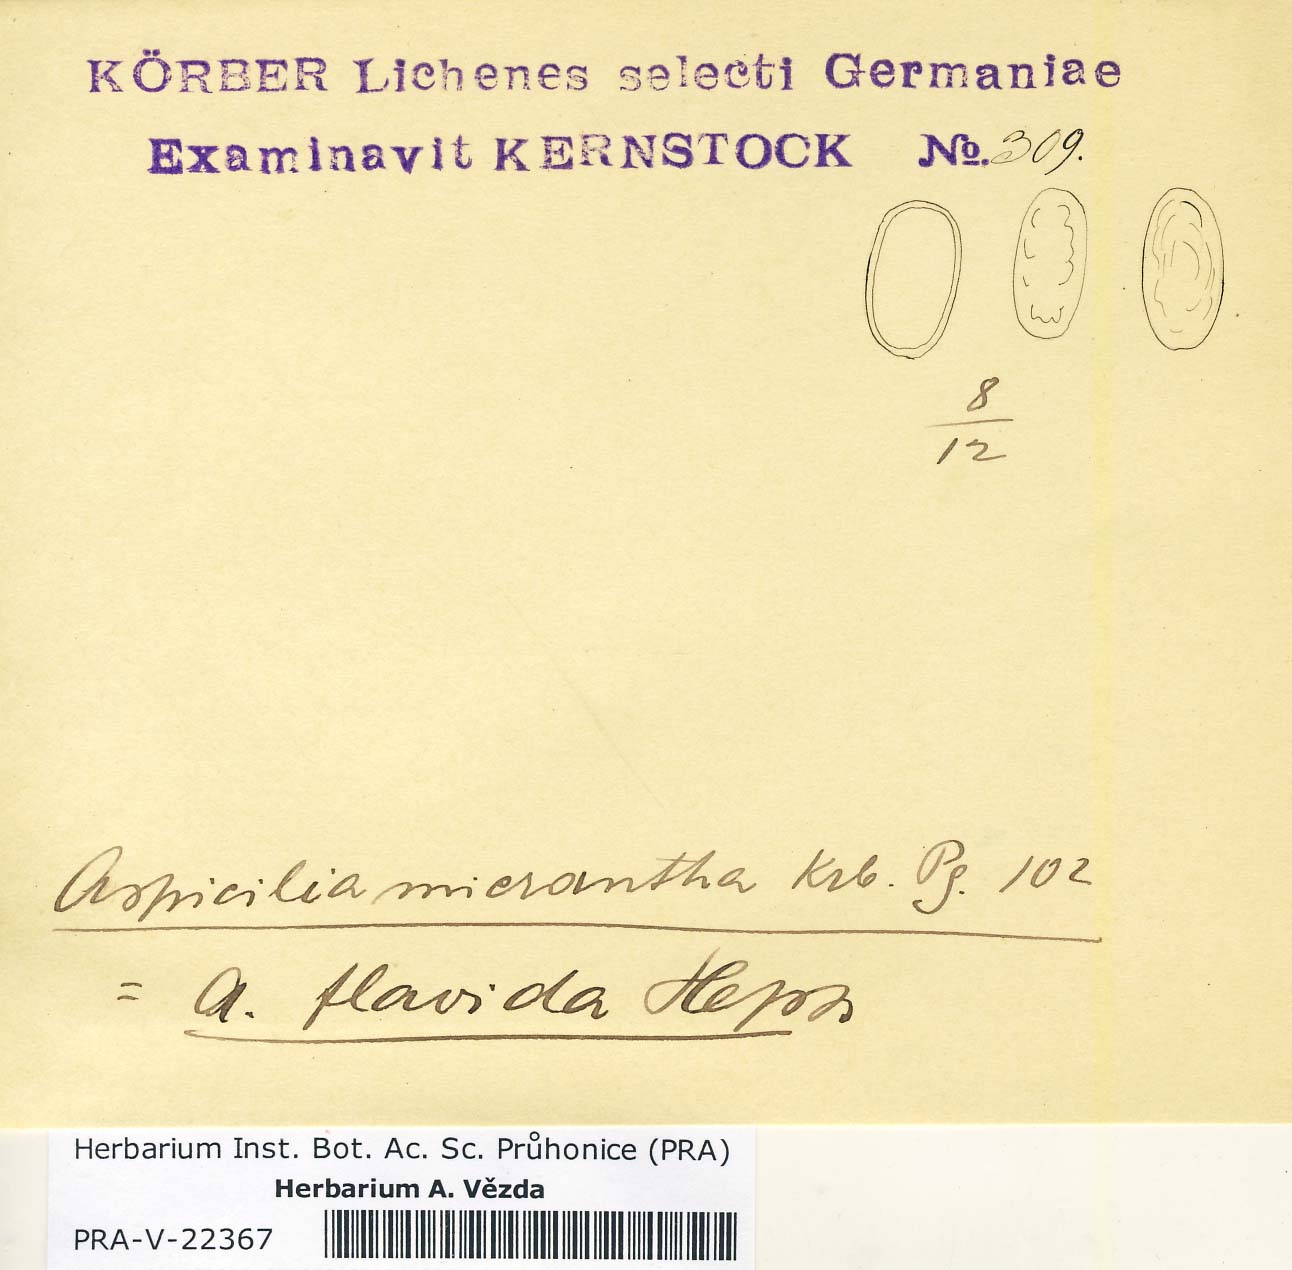 KÖRBER Lichenes selecti Germaniae
Examinavit KERNSTOCK No. 309.
8
12
Aspicilia micrantha Krb. Pg. 102
= A. flavida Hepp
Herbarium Inst. Bot. Ac. Sc. Průhonice (PRA)
Herbarium A. Vězda
PRA-V-22367